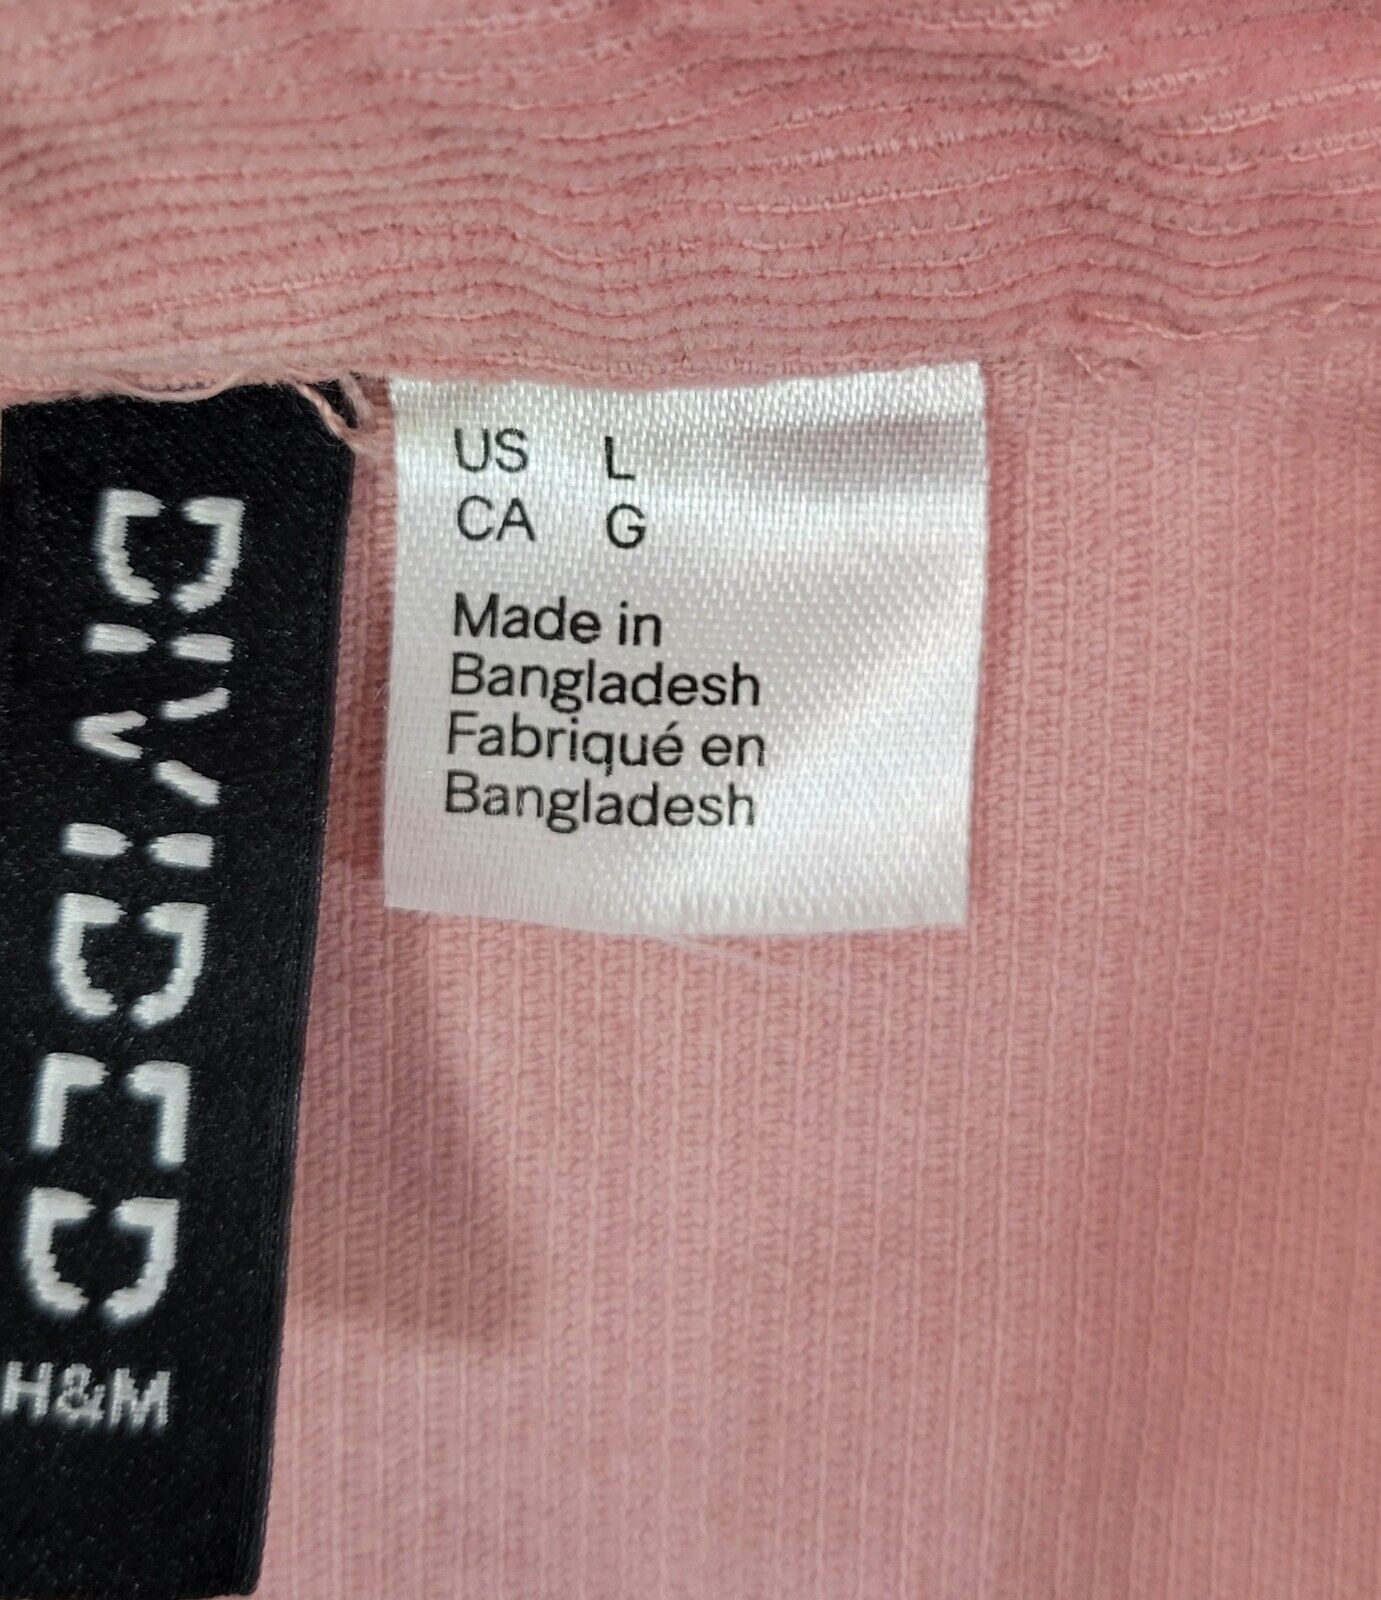 DIVIDED
H&M
US L
CA G
Made in
Bangladesh
Fabriqué en
Bangladesh